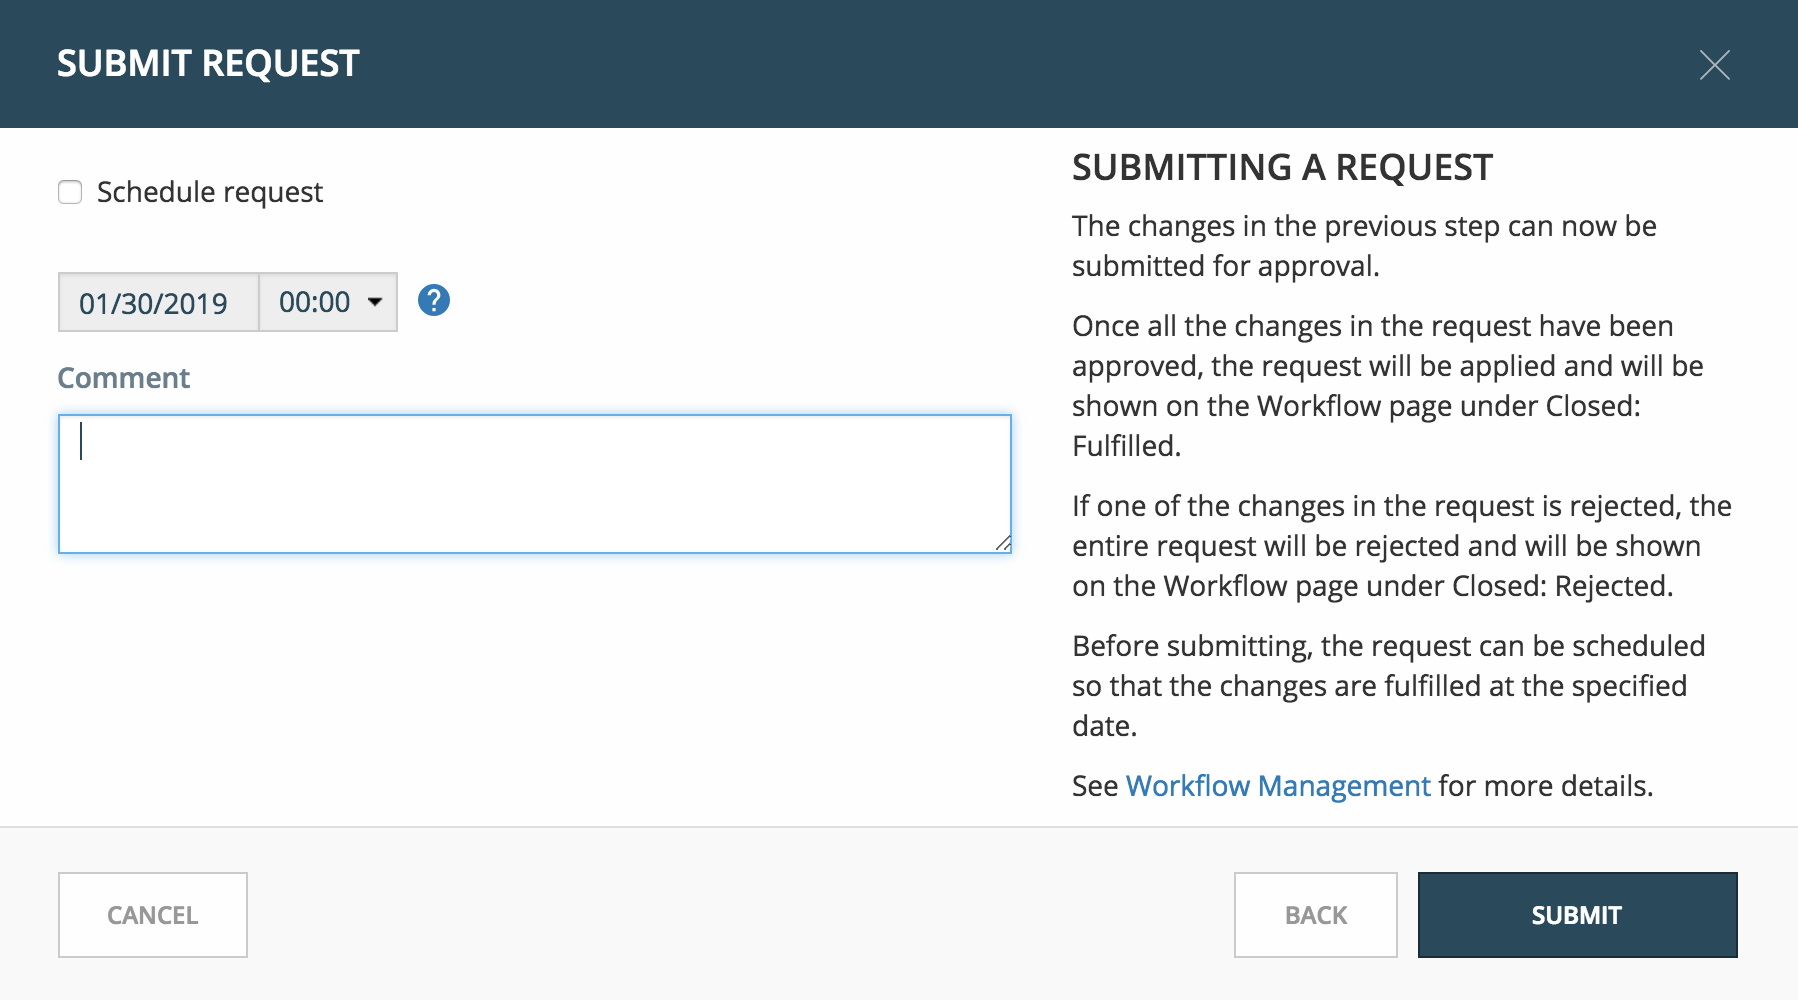 SUBMIT REQUEST
Schedule request
01/30/2019 00:00 ?
Comment
SUBMITTING A REQUEST
The changes in the previous step can now be
submitted for approval.
Once all the changes in the request have been
approved, the request will be applied and will be
shown on the Workflow page under Closed:
Fulfilled.
If one of the changes in the request is rejected, the
entire request will be rejected and will be shown
on the Workflow page under Closed: Rejected.
Before submitting, the request can be scheduled
so that the changes are fulfilled at the specified
date.
See Workflow Management for more details.
CANCEL
BACK
SUBMIT